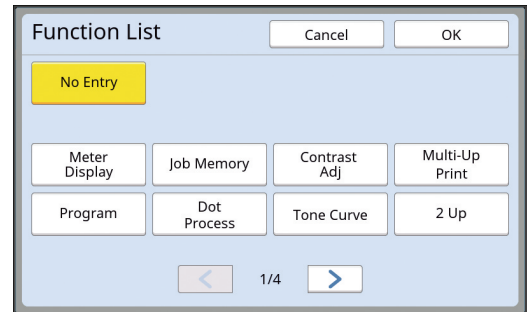 Function List
Cancel
OK
No Entry
Meter
Display
Job Memory
Contrast
Adj
Multi-Up
Print
Program
Dot
Process
Tone Curve
2 Up
1/4